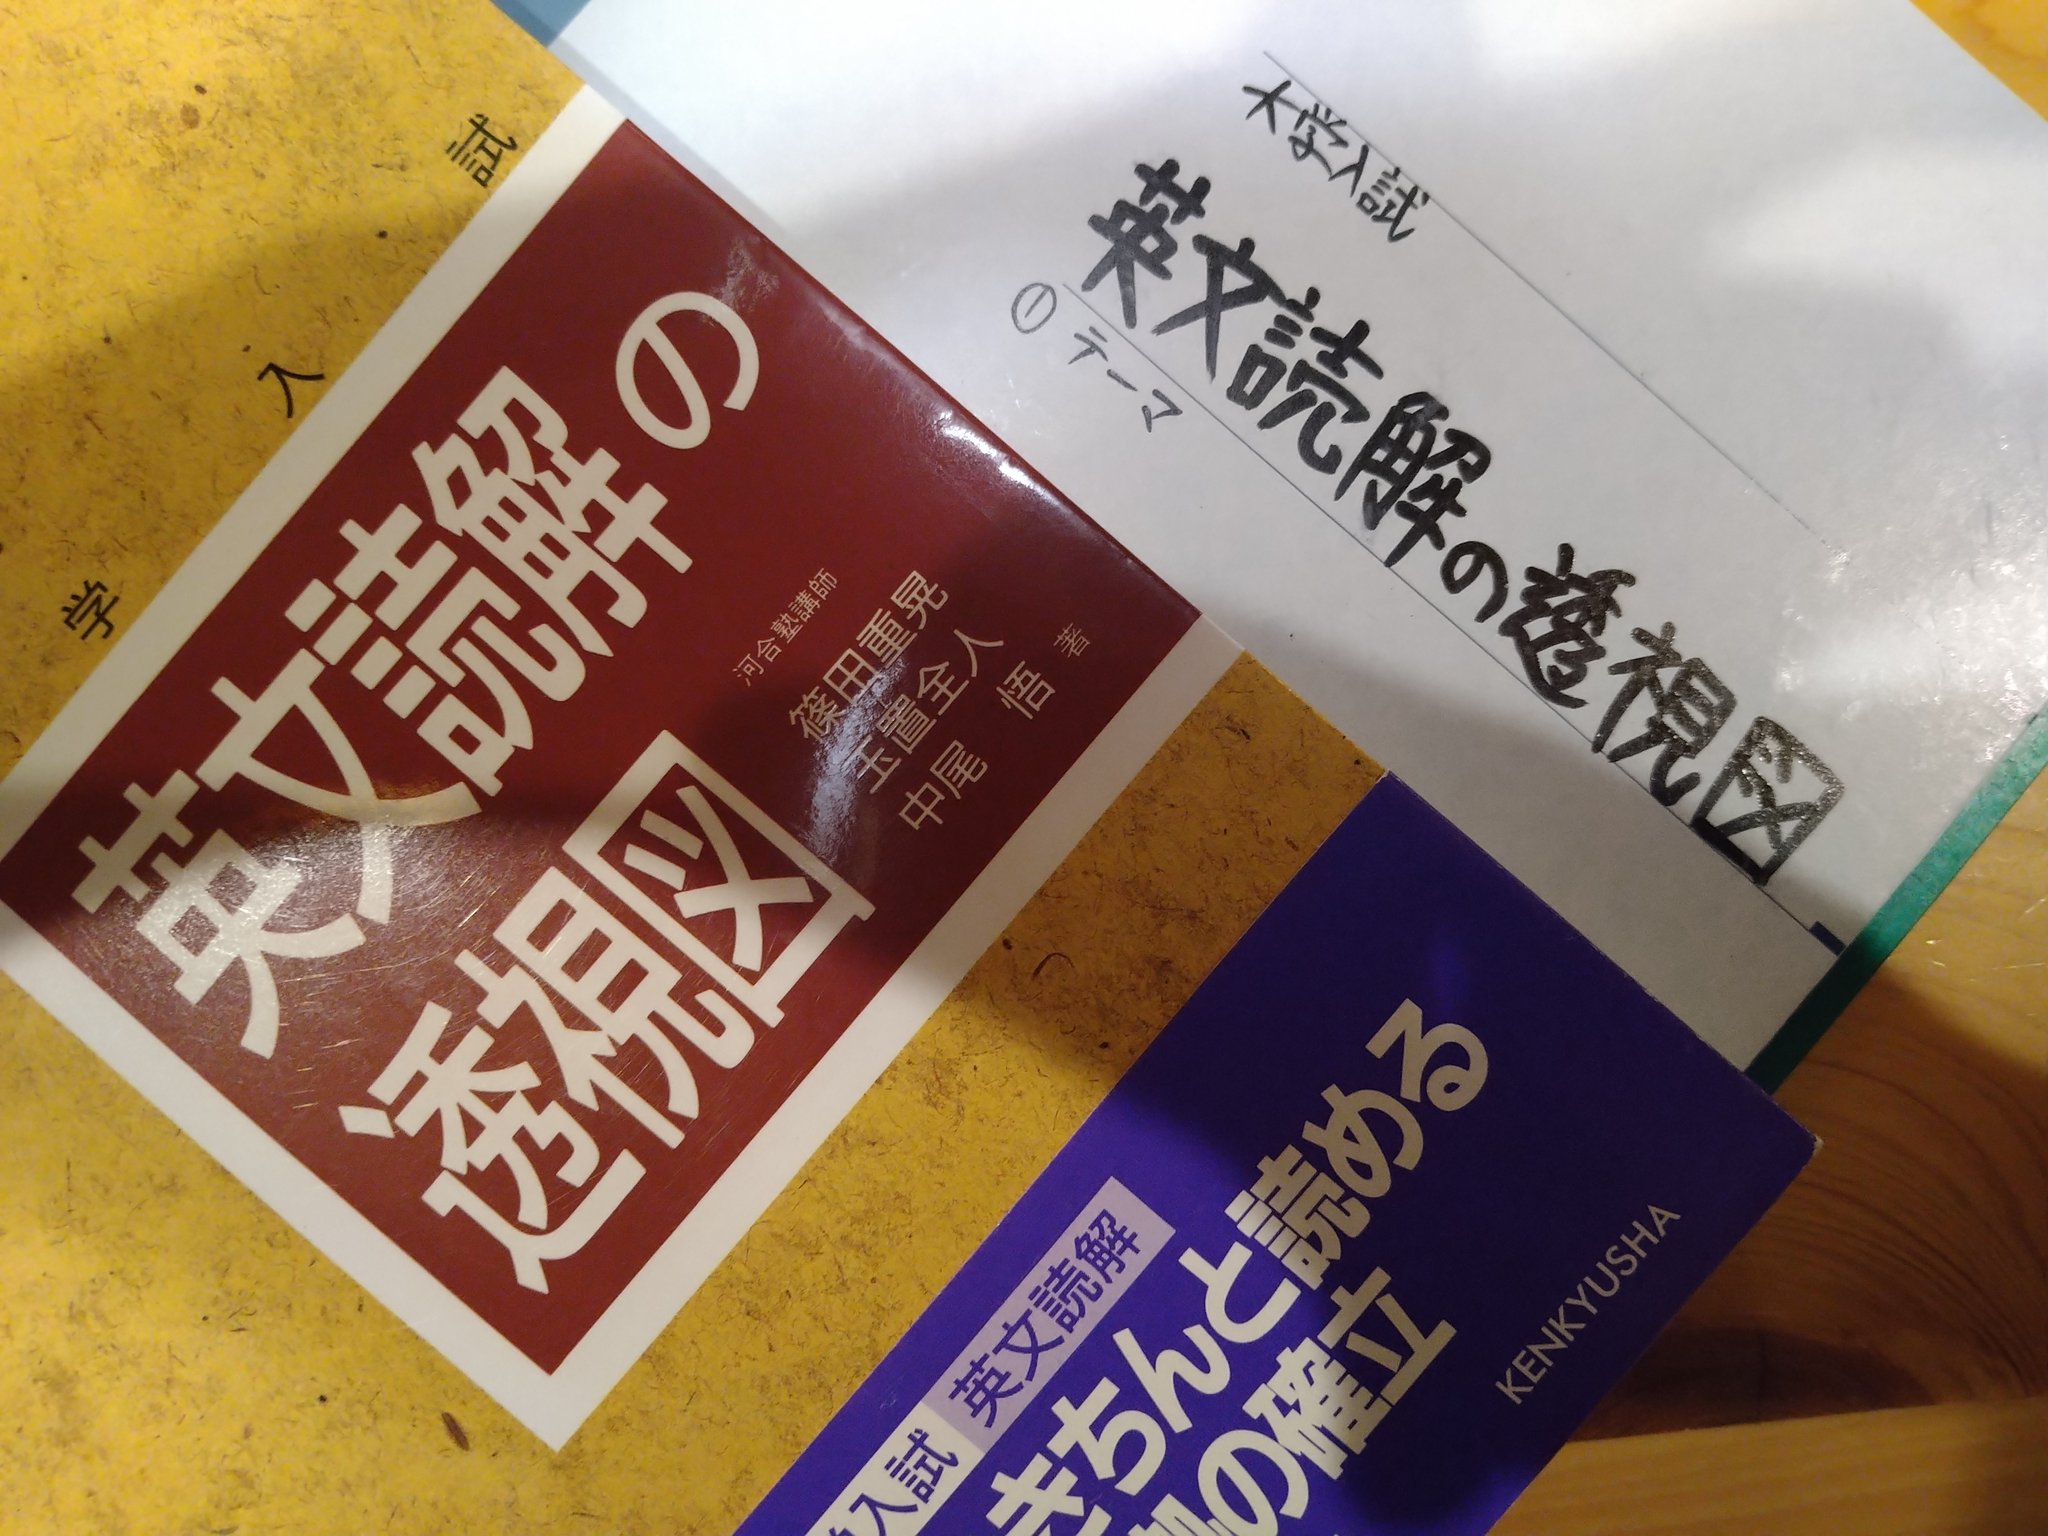 学 入 試
英文読解の
透視図
河合塾講師
篠田重晃
玉置全人
中尾 悟 著
大学入試
英文読解の透視図
㊀ テーマ
入試 英文読解
きちんと読める
の確立
KENKYUSHA